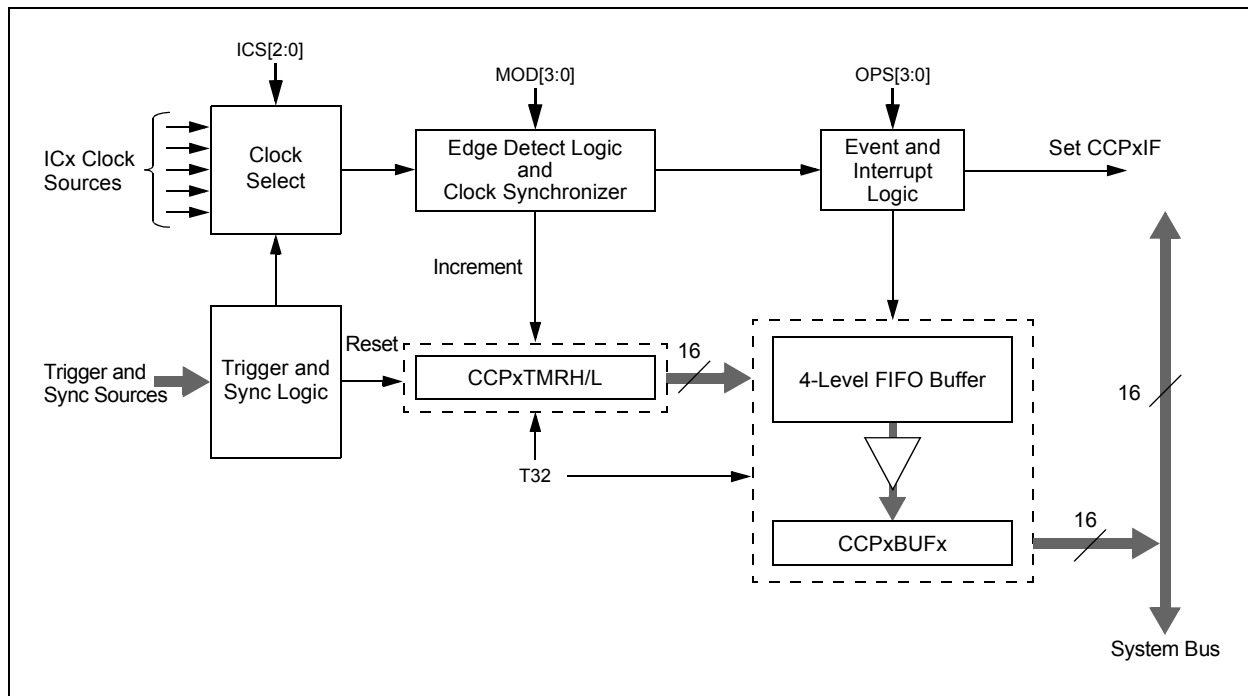 ICS[2:0]
MOD[3:0]
OPS[3:0]
ICx Clock
Sources
Clock
Select
Edge Detect Logic
and
Clock Synchronizer
Event and
Interrupt
Logic
Set CCPxIF
Increment
Trigger and
Sync Sources
Trigger and
Sync Logic
Reset
CCPxTMRH/L
16
4-Level FIFO Buffer
16
T32
CCPxBUFx
16
System Bus